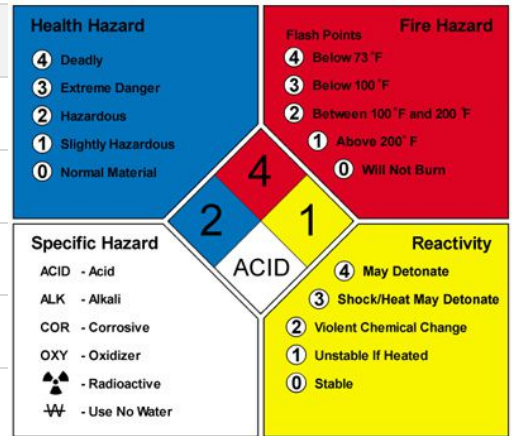 Health Hazard
4 Deadly
3 Extreme Danger
2 Hazardous
1 Slightly Hazardous
0 Normal Material
Fire Hazard
Flash Points
4 Below 73°F
3 Below 100°F
2 Between 100°F and 200°F
1 Above 200°F
0 Will Not Burn
4
2
1
ACID
Specific Hazard
ACID - Acid
ALK - Alkali
COR - Corrosive
OXY - Oxidizer
- Radioactive
W - Use No Water
Reactivity
4 May Detonate
3 Shock/Heat May Detonate
2 Violent Chemical Change
1 Unstable If Heated
0 Stable